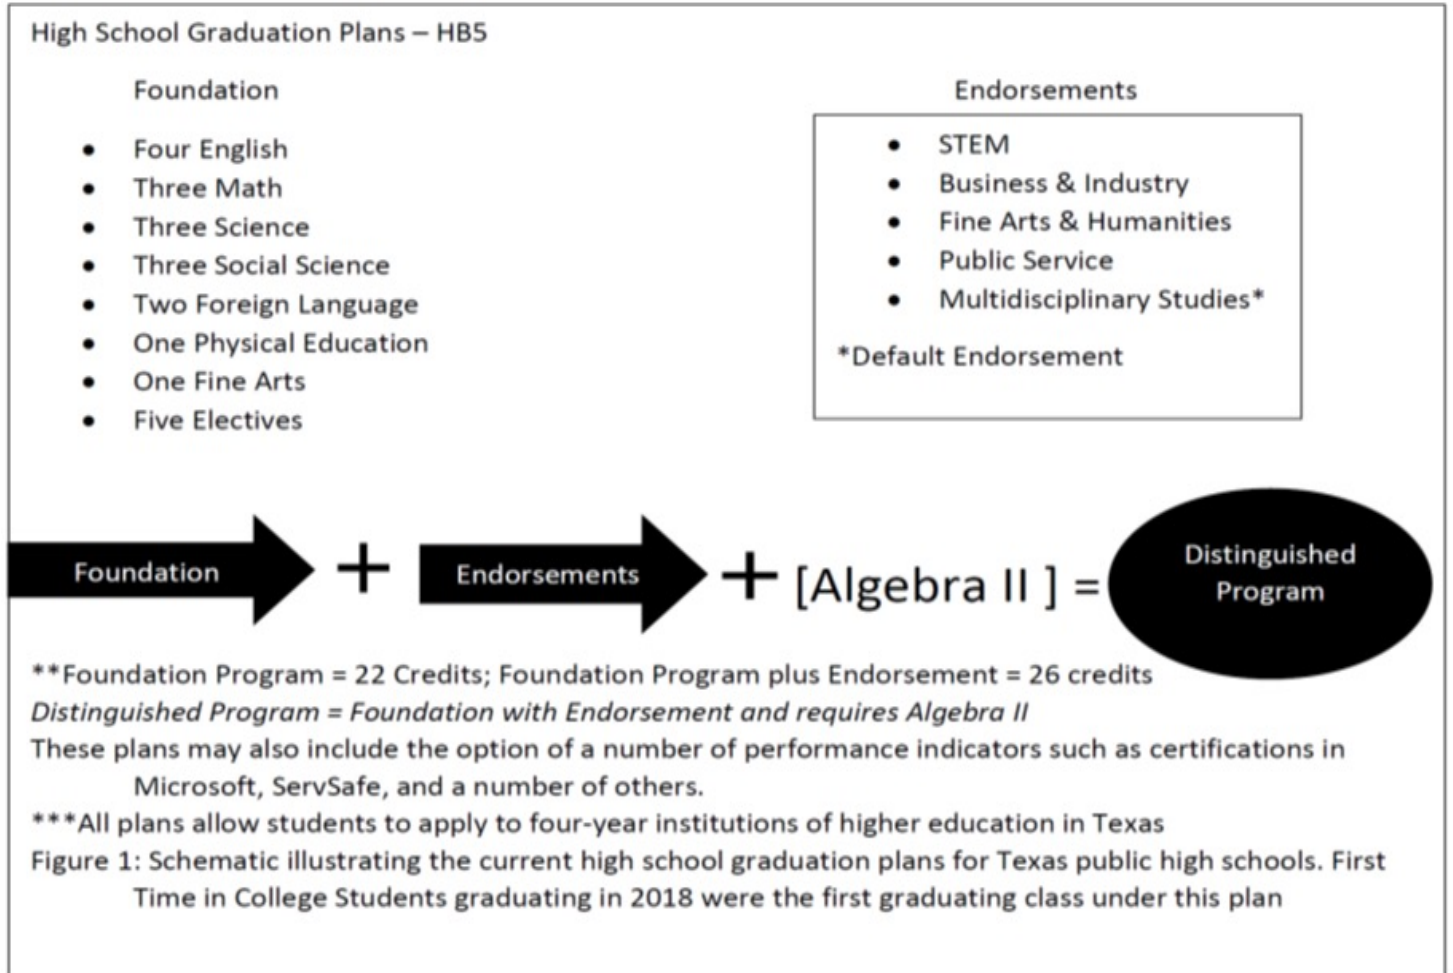 High School Graduation Plans – HB5
Foundation
• Four English
• Three Math
• Three Science
• Three Social Science
• Two Foreign Language
• One Physical Education
• One Fine Arts
• Five Electives
Endorsements
• STEM
• Business & Industry
• Fine Arts & Humanities
• Public Service
• Multidisciplinary Studies*
*Default Endorsement
Foundation + Endorsements + [Algebra II ] = Distinguished
Program
**Foundation Program = 22 Credits; Foundation Program plus Endorsement = 26 credits
Distinguished Program = Foundation with Endorsement and requires Algebra II
These plans may also include the option of a number of performance indicators such as certifications in
Microsoft, ServSafe, and a number of others.
***All plans allow students to apply to four-year institutions of higher education in Texas
Figure 1: Schematic illustrating the current high school graduation plans for Texas public high schools. First
Time in College Students graduating in 2018 were the first graduating class under this plan